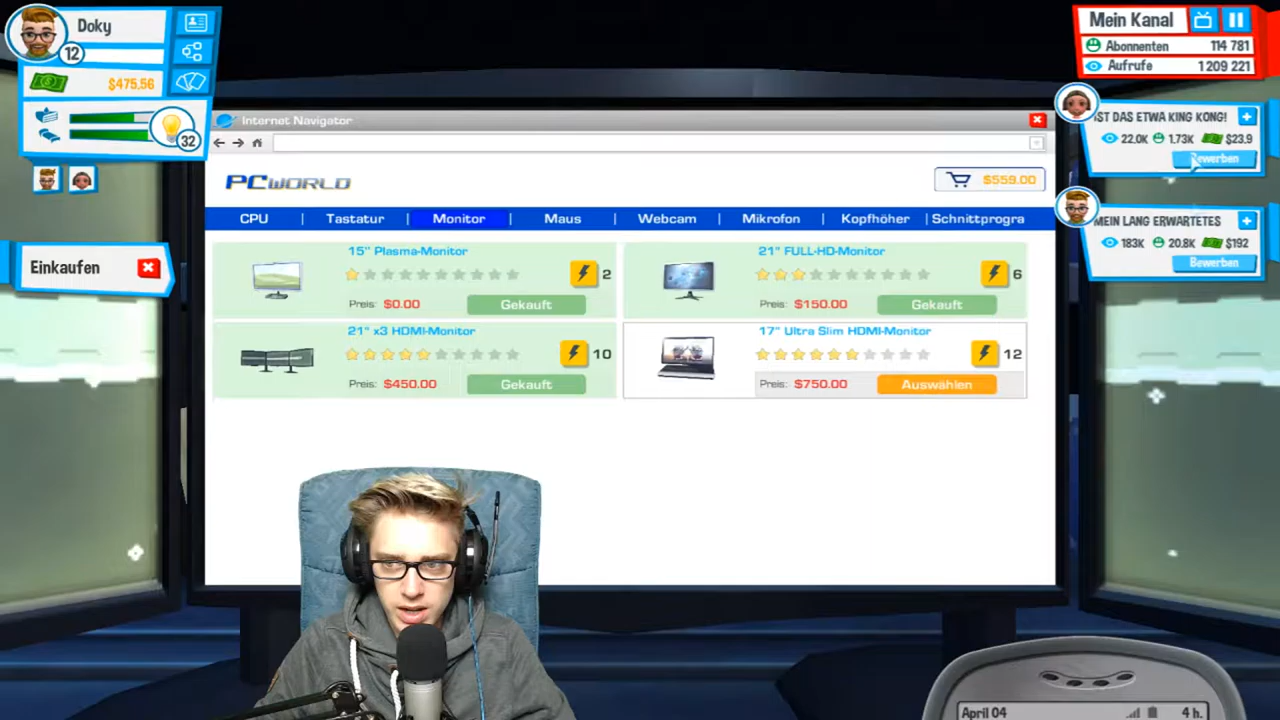 Doky
12
$475.56
32
Einkaufen
Internet Navigator
PCWORLD
$559.00
CPU | Tastatur | Monitor | Maus | Webcam | Mikrofon | Kopfhöher | Schnittprogra
15" Plasma-Monitor
2
Preis: $0.00 Gekauft
21" FULL-HD-Monitor
6
Preis: $150.00 Gekauft
21" x3 HDMI-Monitor
10
Preis: $450.00 Gekauft
17" Ultra Slim HDMI-Monitor
12
Preis: $750.00 Auswählen
Mein Kanal
Abonnenten 114 781
Aufrufe 1 209 221
IST DAS ETWA KING KONG!
22.0K 1.73K $23.9
Bewerben
MEIN LANG ERWARTETES
183K 20.8K $192
Bewerben
April 04 4 h.